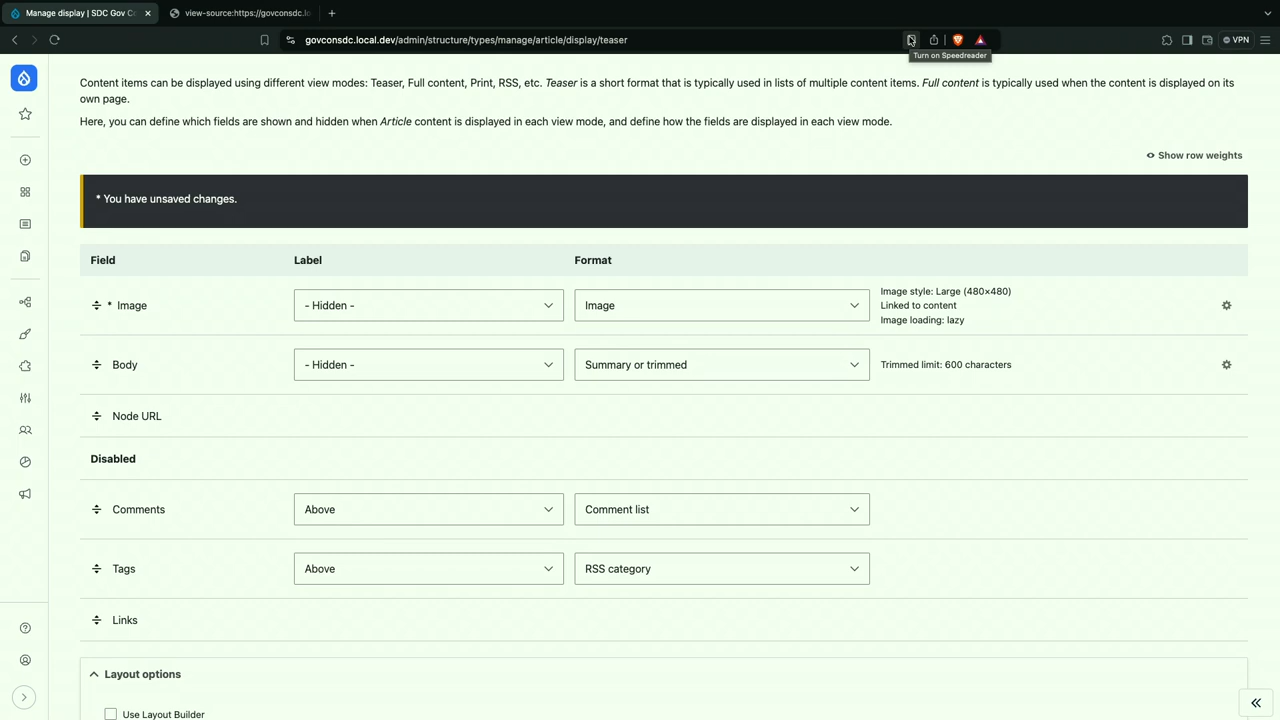 Manage display | SDC Gov C
view-source:https://govconsdc.lo
govconsdc.local.dev/admin/structure/types/manage/article/display/teaser
VPN
Turn on Speedreader
Content items can be displayed using different view modes: Teaser, Full content, Print, RSS, etc. Teaser is a short format that is typically used in lists of multiple content items. Full content is typically used when the content is displayed on its
own page.
Here, you can define which fields are shown and hidden when Article content is displayed in each view mode, and define how the fields are displayed in each view mode.
Show row weights
* You have unsaved changes.
Field Label Format
* Image - Hidden - Image
Image style: Large (480×480)
Linked to content
Image loading: lazy
Body - Hidden - Summary or trimmed Trimmed limit: 600 characters
Node URL
Disabled
Comments Above Comment list
Tags Above RSS category
Links
Layout options
Use Layout Builder